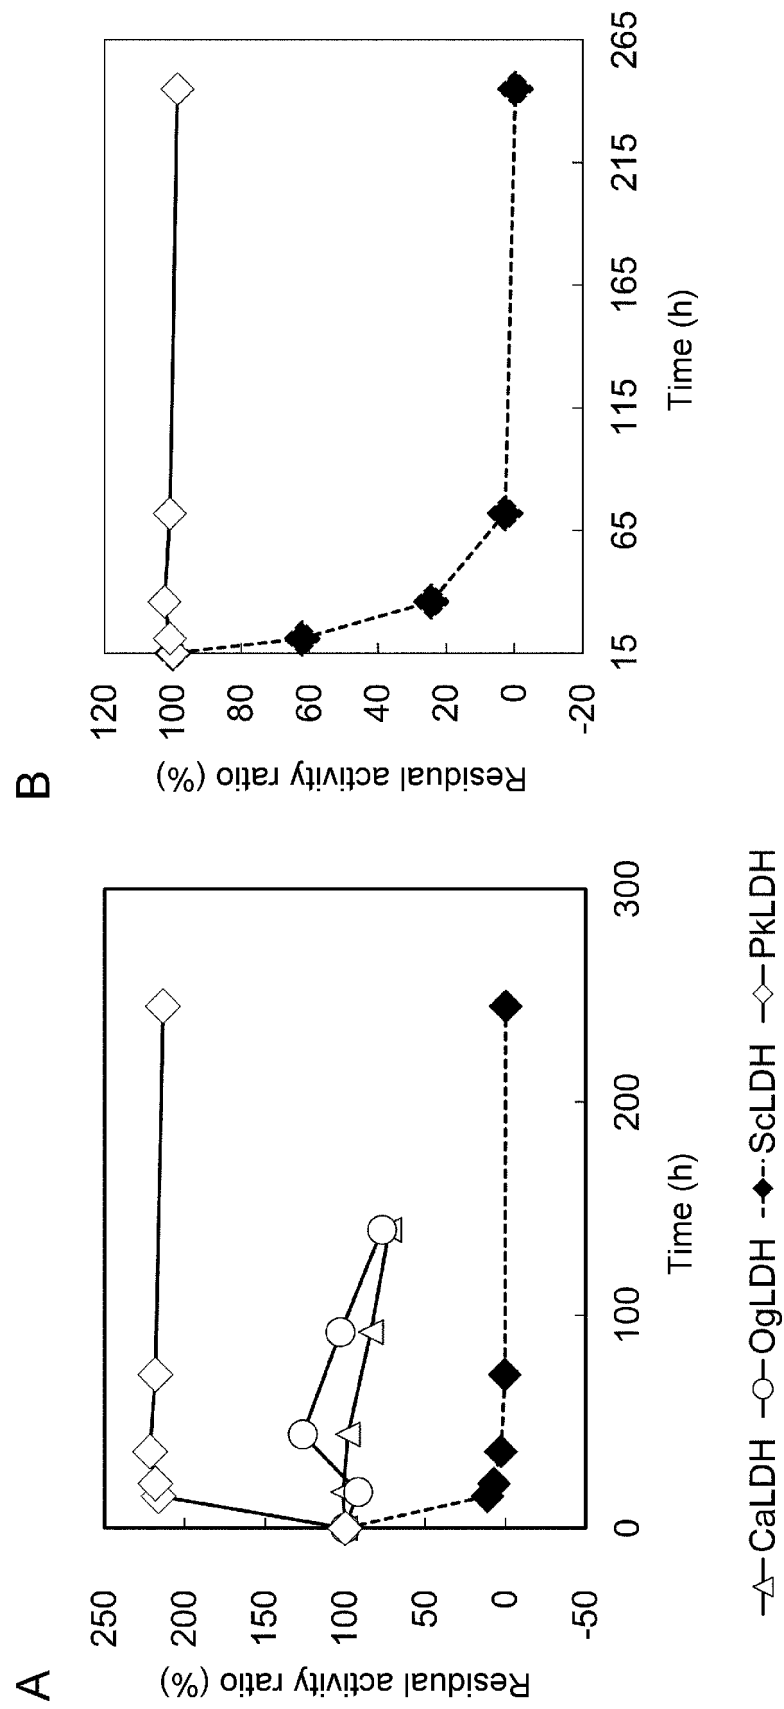 A
Residual activity ratio (%)
250
200
150
100
50
0
-50
0 100 200 300
Time (h)
B
Residual activity ratio (%)
120
100
80
60
40
20
0
-20
15 65 115 165 215 265
Time (h)
CaLDH OgLDH ScLDH PkLDH